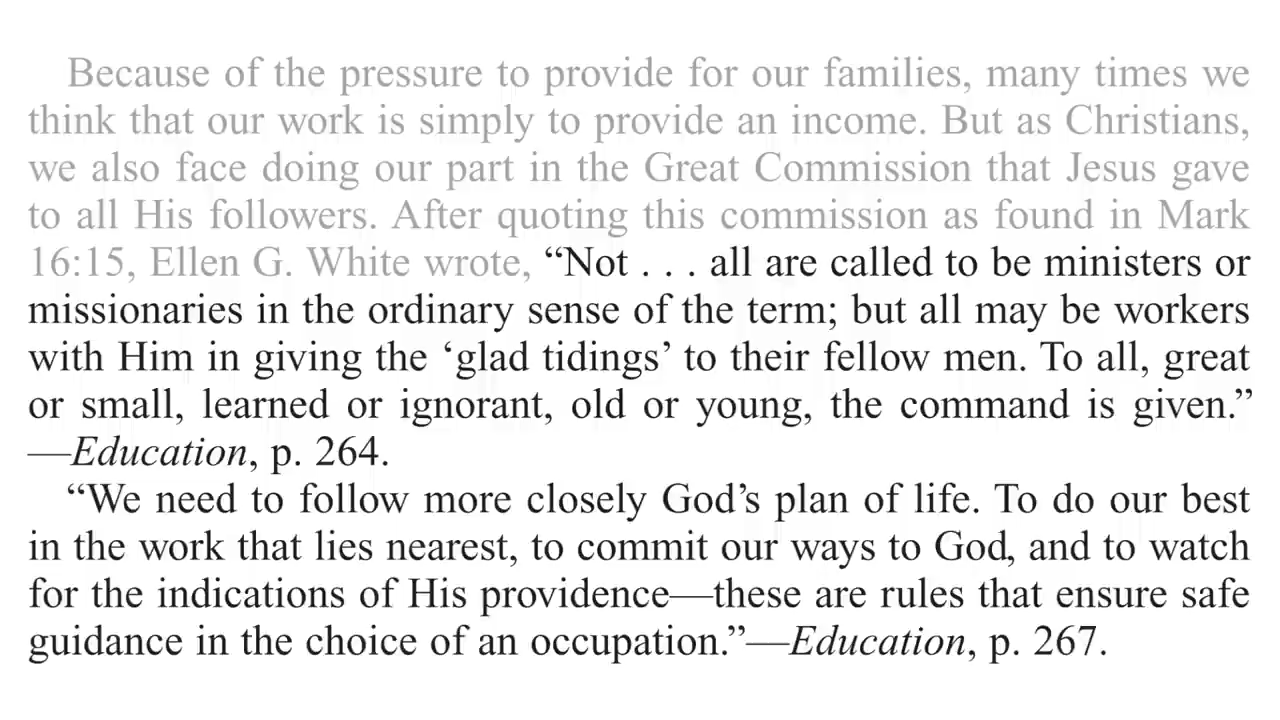 Because of the pressure to provide for our families, many times we
think that our work is simply to provide an income. But as Christians,
we also face doing our part in the Great Commission that Jesus gave
to all His followers. After quoting this commission as found in Mark
16:15, Ellen G. White wrote, “Not . . . all are called to be ministers or
missionaries in the ordinary sense of the term; but all may be workers
with Him in giving the ‘glad tidings’ to their fellow men. To all, great
or small, learned or ignorant, old or young, the command is given.”
—Education, p. 264.
“We need to follow more closely God’s plan of life. To do our best
in the work that lies nearest, to commit our ways to God, and to watch
for the indications of His providence—these are rules that ensure safe
guidance in the choice of an occupation.”—Education, p. 267.